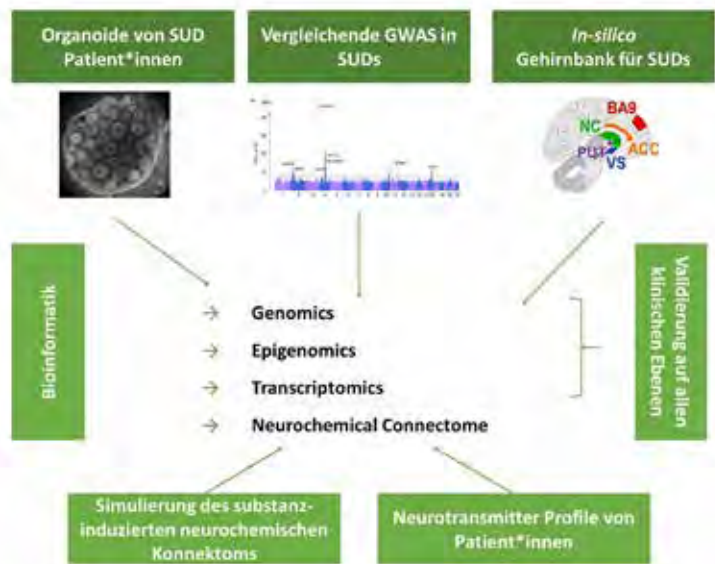 Organoide von SUD
Patient*innen
Vergleichende GWAS in
SUDs
In-silico
Gehirnbank für SUDs
BA9
NC
ACC
PUT
VS
Bioinformatik
Validierung auf allen
klinischen Ebenen
→ Genomics
→ Epigenomics
→ Transcriptomics
→ Neurochemical Connectome
Simulierung des substanz-
induzierten neurochemischen
Konnektoms
Neurotransmitter Profile von
Patient*innen